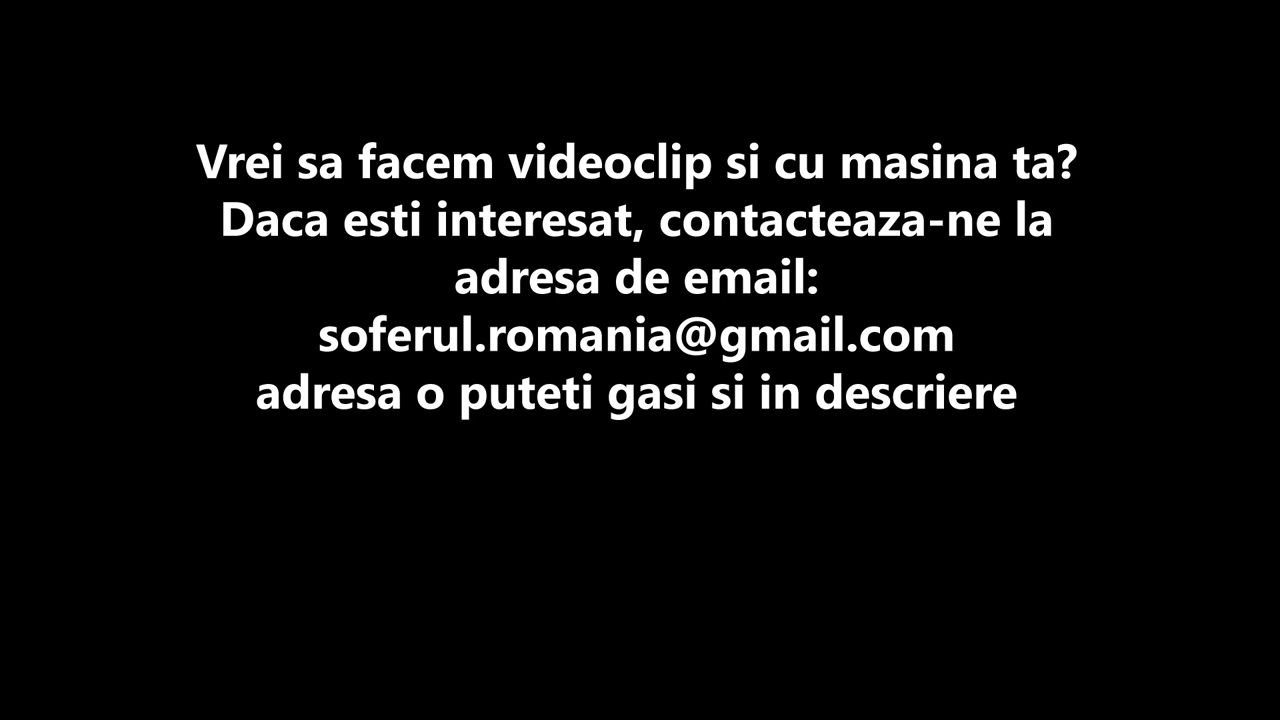 Vrei sa facem videoclip si cu masina ta?
Daca esti interesat, contacteaza-ne la
adresa de email:
soferul.romania@gmail.com
adresa o puteti gasi si in descriere